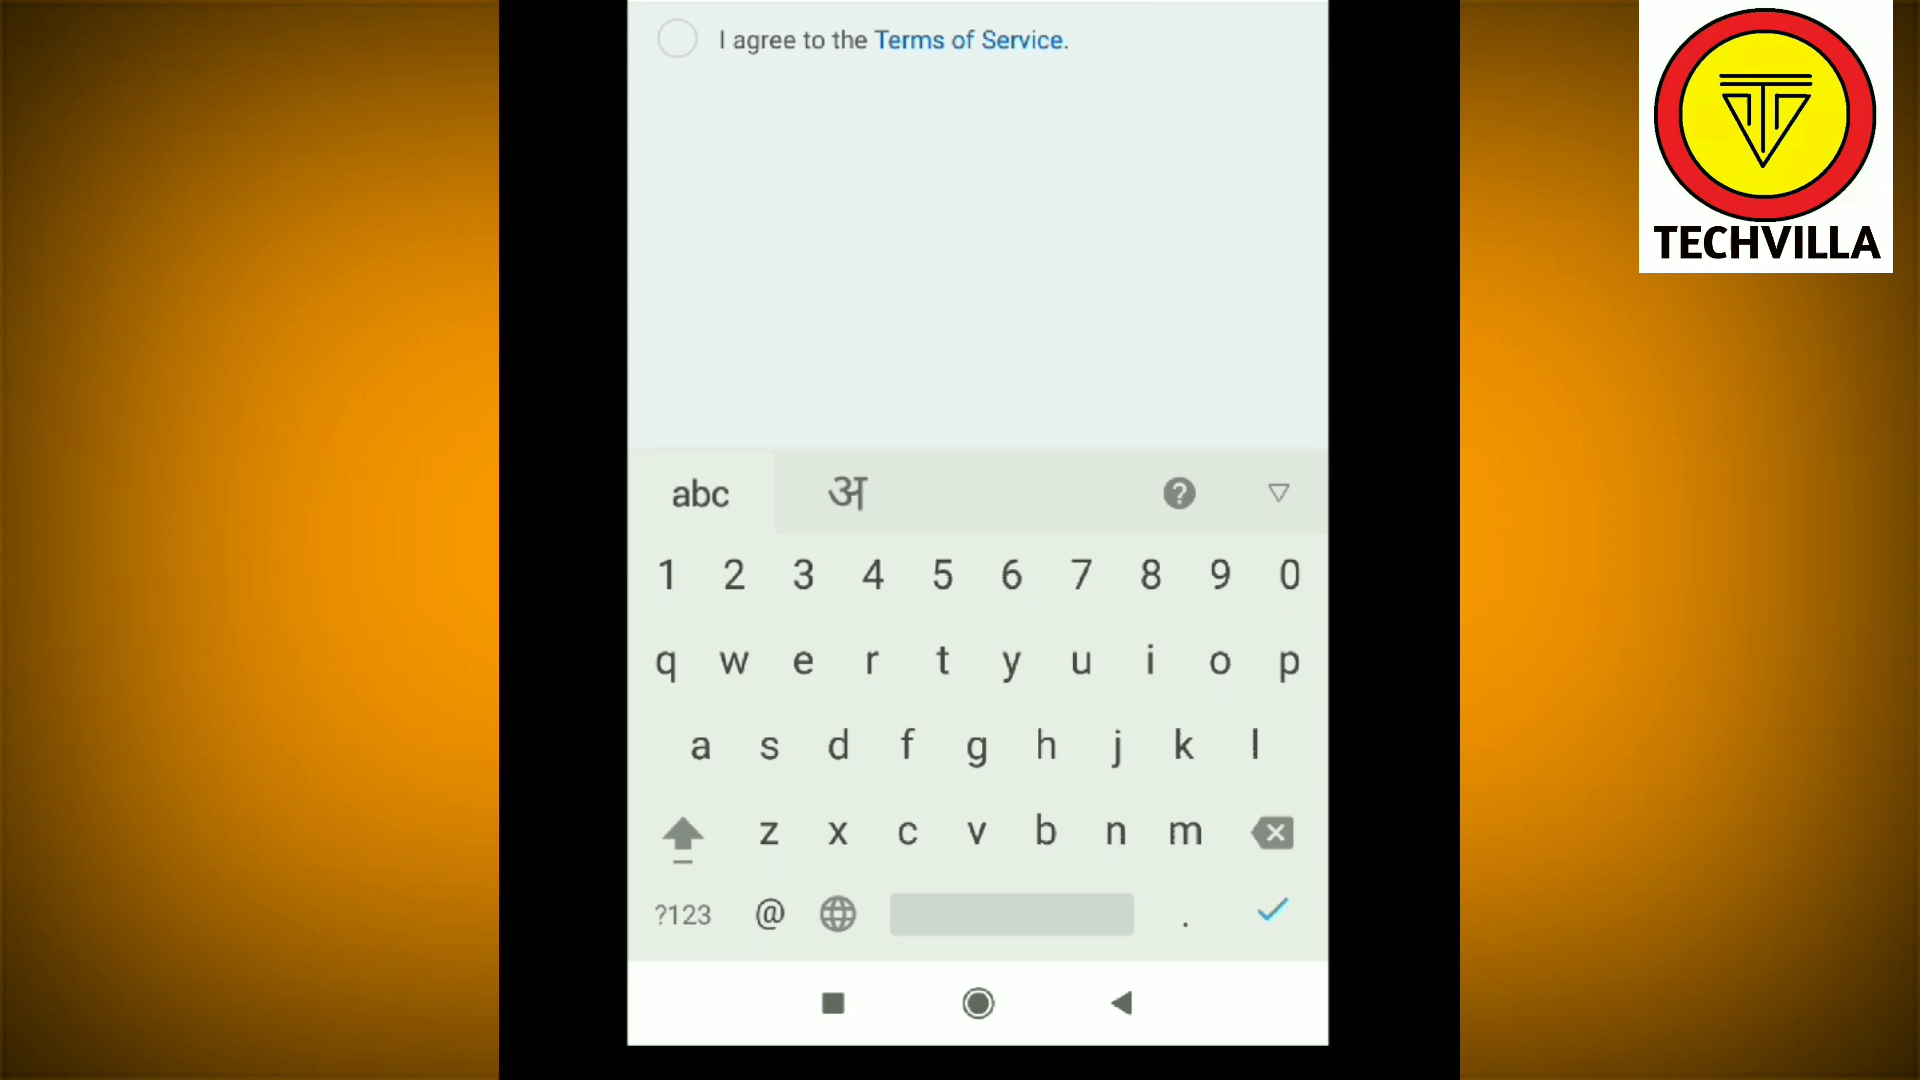 I agree to the Terms of Service.
TECHVILLA
abc अ ?
1 2 3 4 5 6 7 8 9 0
q w e r t y u i o p
a s d f g h j k l
z x c v b n m
?123 @ .